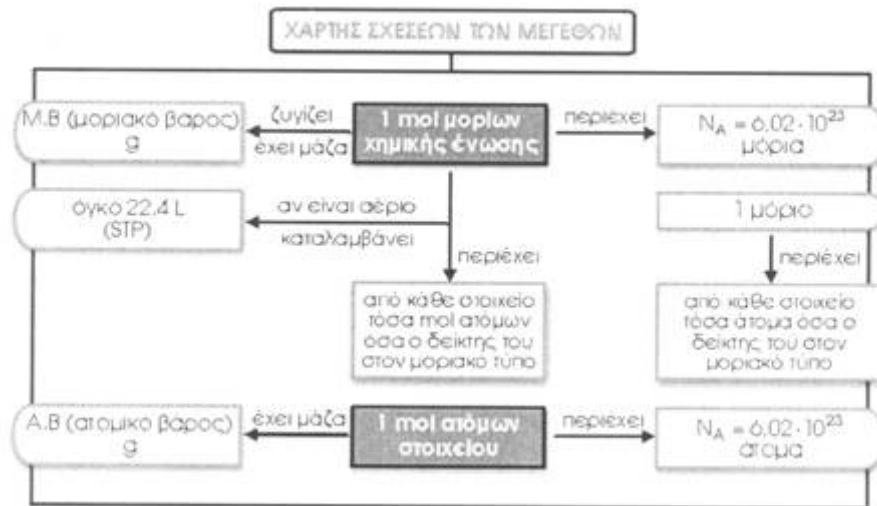 ΧΑΡΤΗΣ ΣΧΕΣΕΩΝ ΤΩΝ ΜΕΓΕΘΩΝ
Μ.Β (μοριακό βάρος)
g
ζυγίζει
έχει μάζα
1 mol μορίων
χημικής ένωσης
περιέχει
N_A = 6.02 · 10^23
μόρια
όγκο 22.4 L
(STP)
αν είναι αέριο
καταλαμβάνει
περιέχει
1 μόριο
περιέχει
από κάθε στοιχείο
τόσα mol ατόμων
όσα ο δείκτης του
στον μοριακό τύπο
από κάθε στοιχείο
τόσα άτομα όσα ο
δείκτης του στον
μοριακό τύπο
Α.Β (ατομικό βάρος)
g
έχει μάζα
1 mol ατόμων
στοιχείου
περιέχει
N_A = 6.02 · 10^23
άτομα